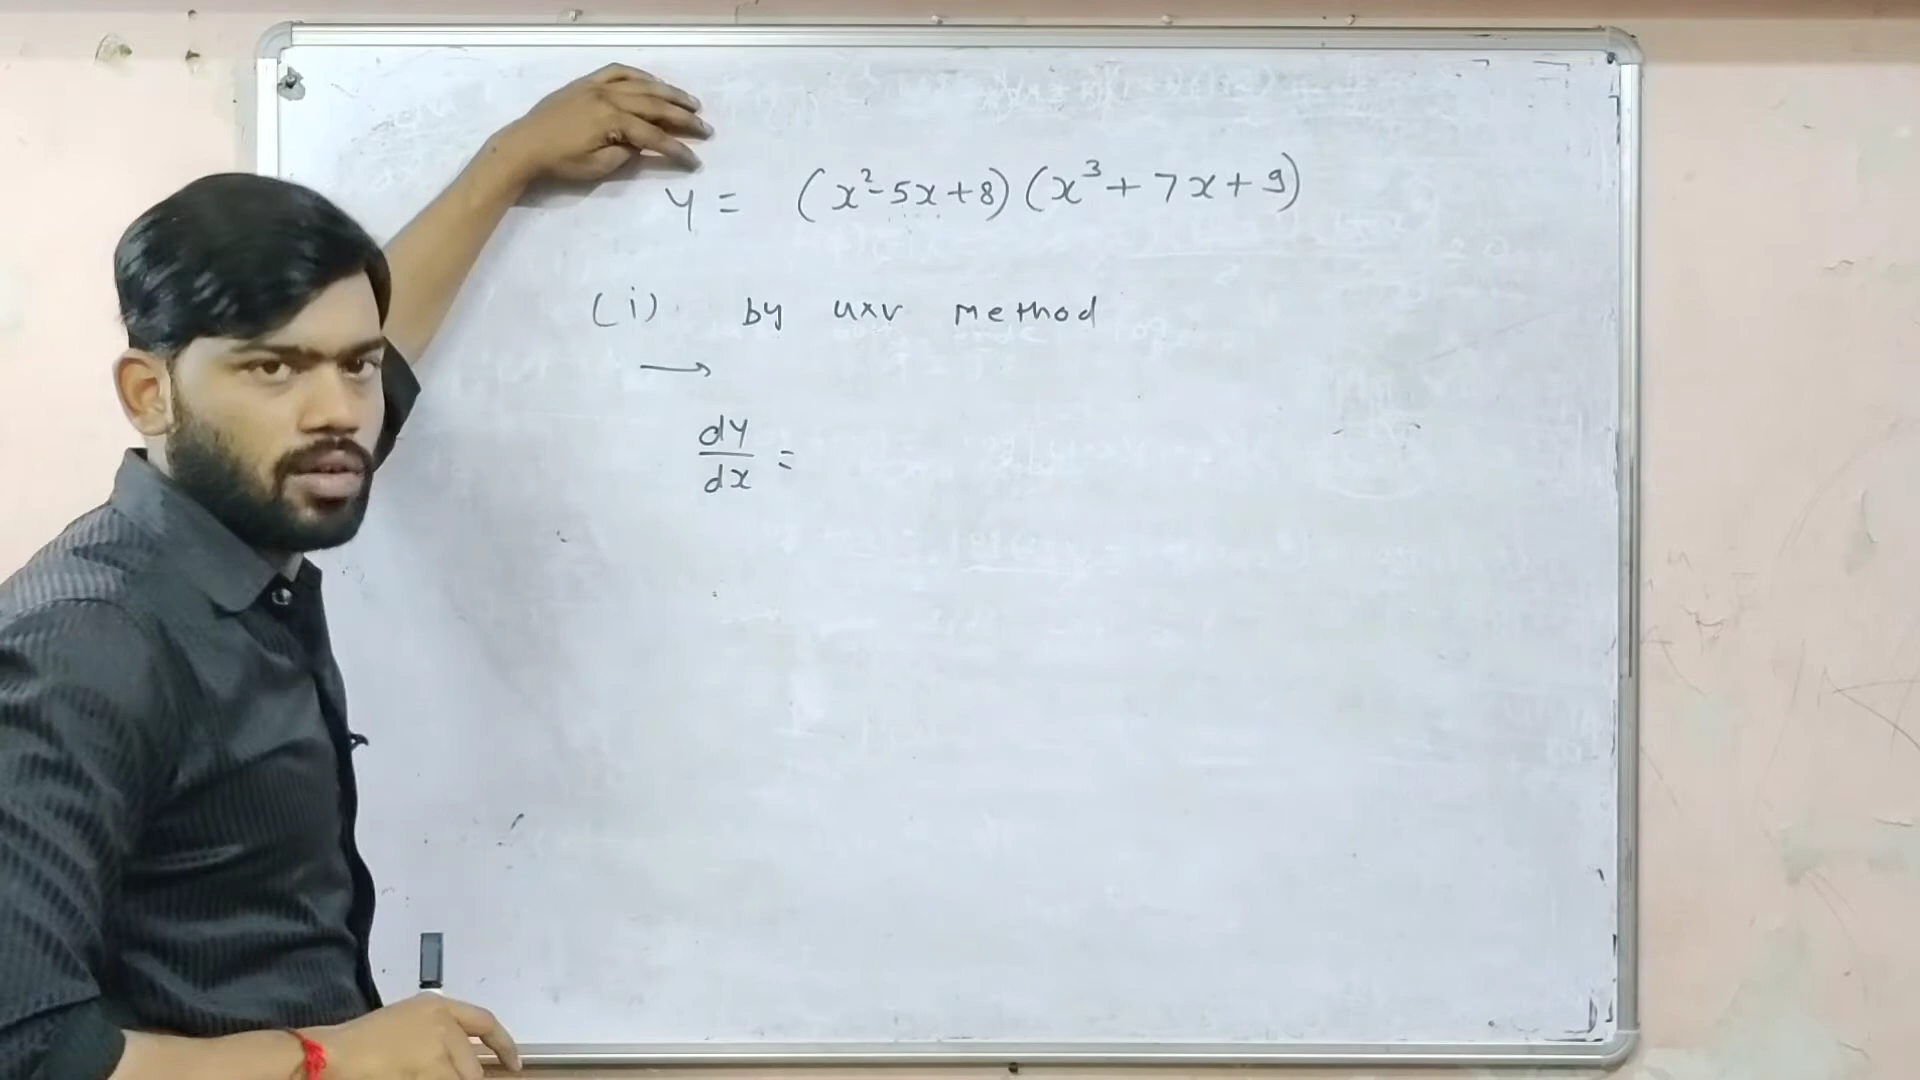 y = (x²-5x+8)(x³+7x+9)
(i) by u×v method
→
dy/dx =